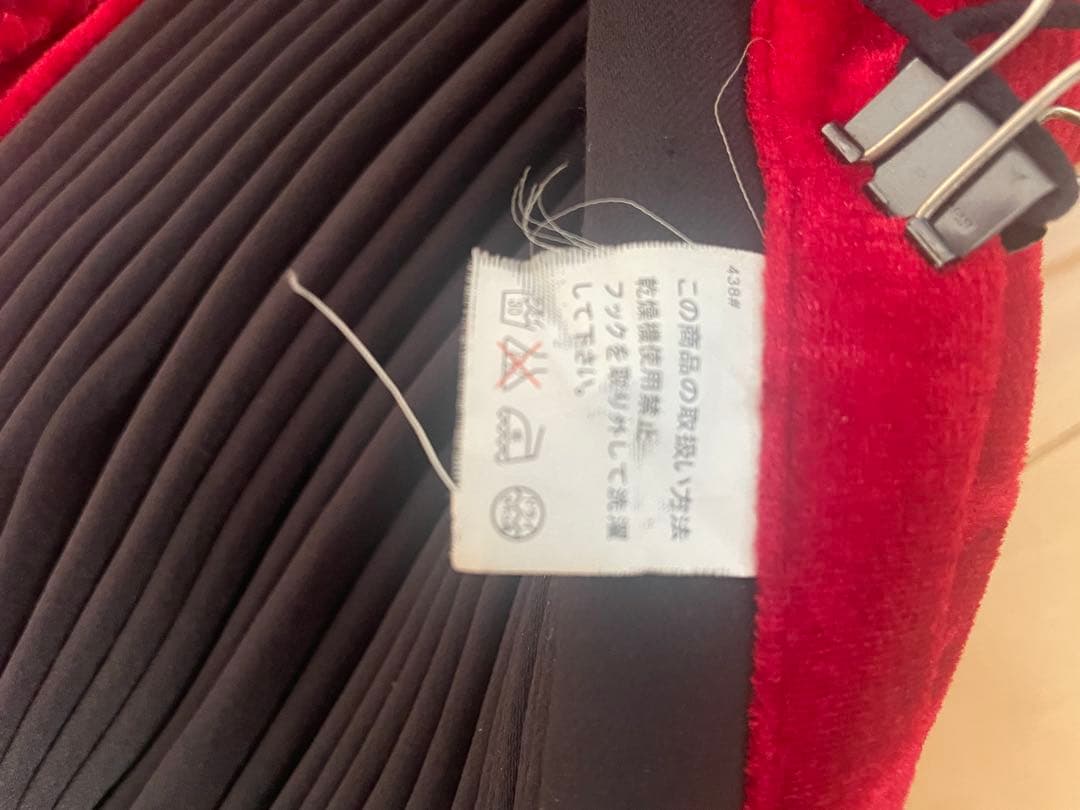 438#
この商品の取扱い方法
乾燥機使用禁止
フックを取り外して洗濯
して下さい。
30